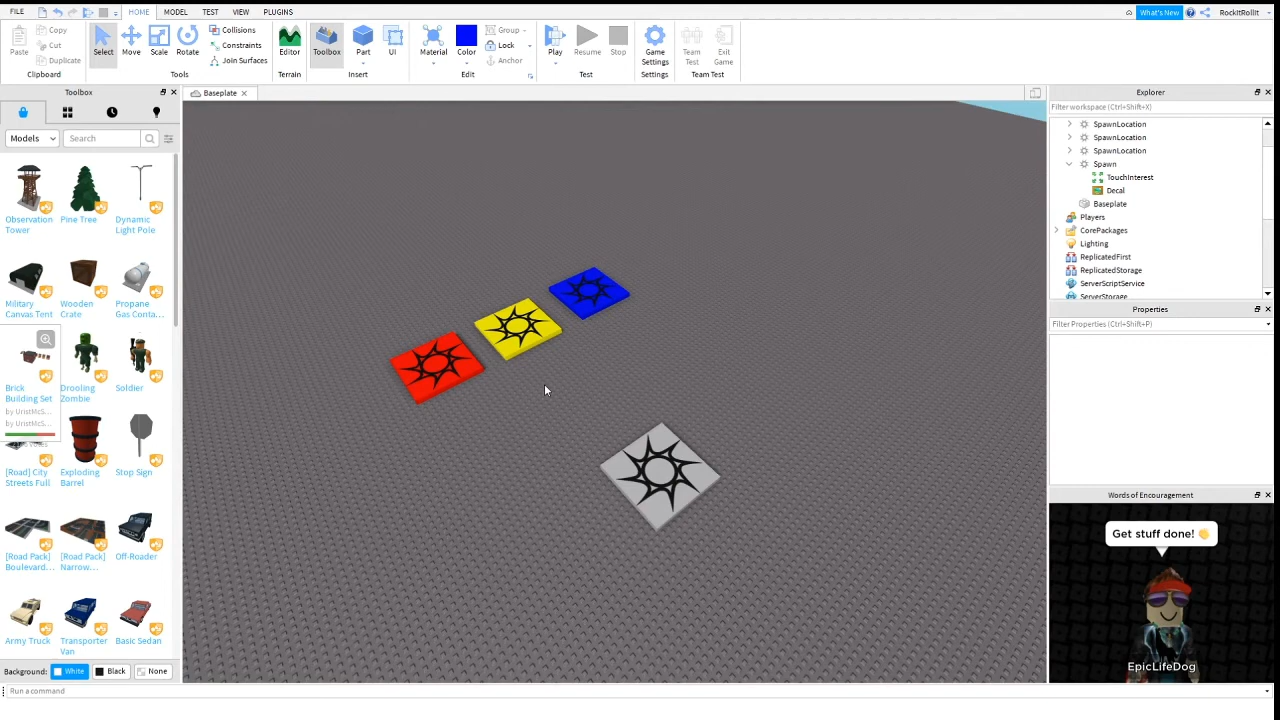 FILE HOME MODEL TEST VIEW PLUGINS What's New RockitRollit
Paste Copy Cut Duplicate Select Move Scale Rotate Collisions Constraints Join Surfaces Editor Toolbox Part UI Material Color Group Lock Anchor Play Resume Stop Game Settings Team Test Exit Game
Clipboard Tools Terrain Insert Edit Test Settings Team Test
Toolbox
Models
Search
Observation Tower
Pine Tree
Dynamic Light Pole
Military Canvas Tent
Wooden Crate
Propane Gas Conta...
Brick Building Set
by UristMcS...
by UristMcS...
Drooling Zombie
Soldier
[Road] City Streets Full
Exploding Barrel
Stop Sign
[Road Pack] Boulevard...
[Road Pack] Narrow...
Off-Roader
Army Truck
Transporter Van
Basic Sedan
Background: White Black None
Run a command
Baseplate
Explorer
Filter workspace (Ctrl+Shift+X)
SpawnLocation
SpawnLocation
SpawnLocation
Spawn
TouchInterest
Decal
Baseplate
Players
CorePackages
Lighting
ReplicatedFirst
ReplicatedStorage
ServerScriptService
ServerStorage
Properties
Filter Properties (Ctrl+Shift+P)
Words of Encouragement
Get stuff done! 👏
EpicLifeDog